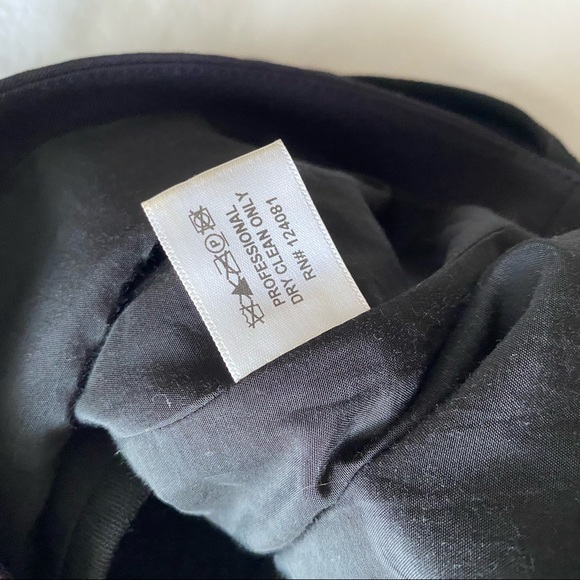 PROFESSIONAL
DRY CLEAN ONLY
RN# 124081
P